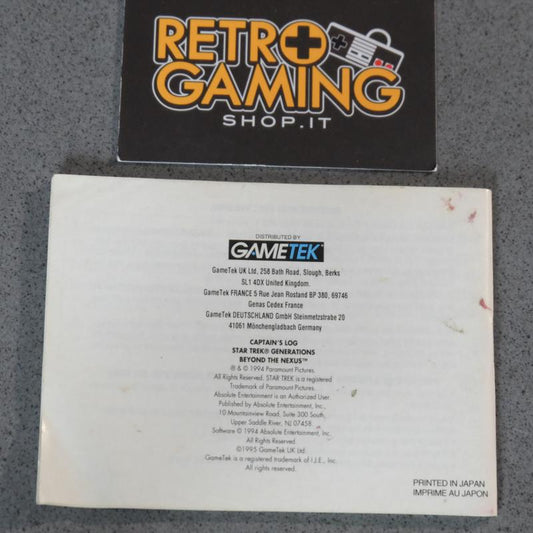 RETRO
GAMING
SHOP.IT
DISTRIBUTED BY
GAMETEK
GameTek UK Ltd, 258 Bath Road, Slough, Berks
SL1 4DX United Kingdom.
GameTek FRANCE 5 Rue Jean Rostand BP 380, 69746
Genas Cedex France
GameTek DEUTSCHLAND GmbH Steinmetzstrabe 20
41061 Mönchengladbach Germany
CAPTAIN'S LOG
STAR TREK® GENERATIONS
BEYOND THE NEXUS™
® & © 1994 Paramount Pictures.
All Rights Reserved. STAR TREK is a registered
Trademark of Paramount Pictures.
Absolute Entertainment is an Authorized User.
Published by Absolute Entertainment, Inc.,
10 Mountainview Road, Suite 300 South,
Upper Saddle River, NJ 07458.
Software © 1994 Absolute Entertainment, Inc.
All Rights Reserved.
©1995 GameTek UK Ltd.
GameTek is a registered trademark of I.J.E., Inc.
All rights reserved.
PRINTED IN JAPAN
IMPRIME AU JAPON